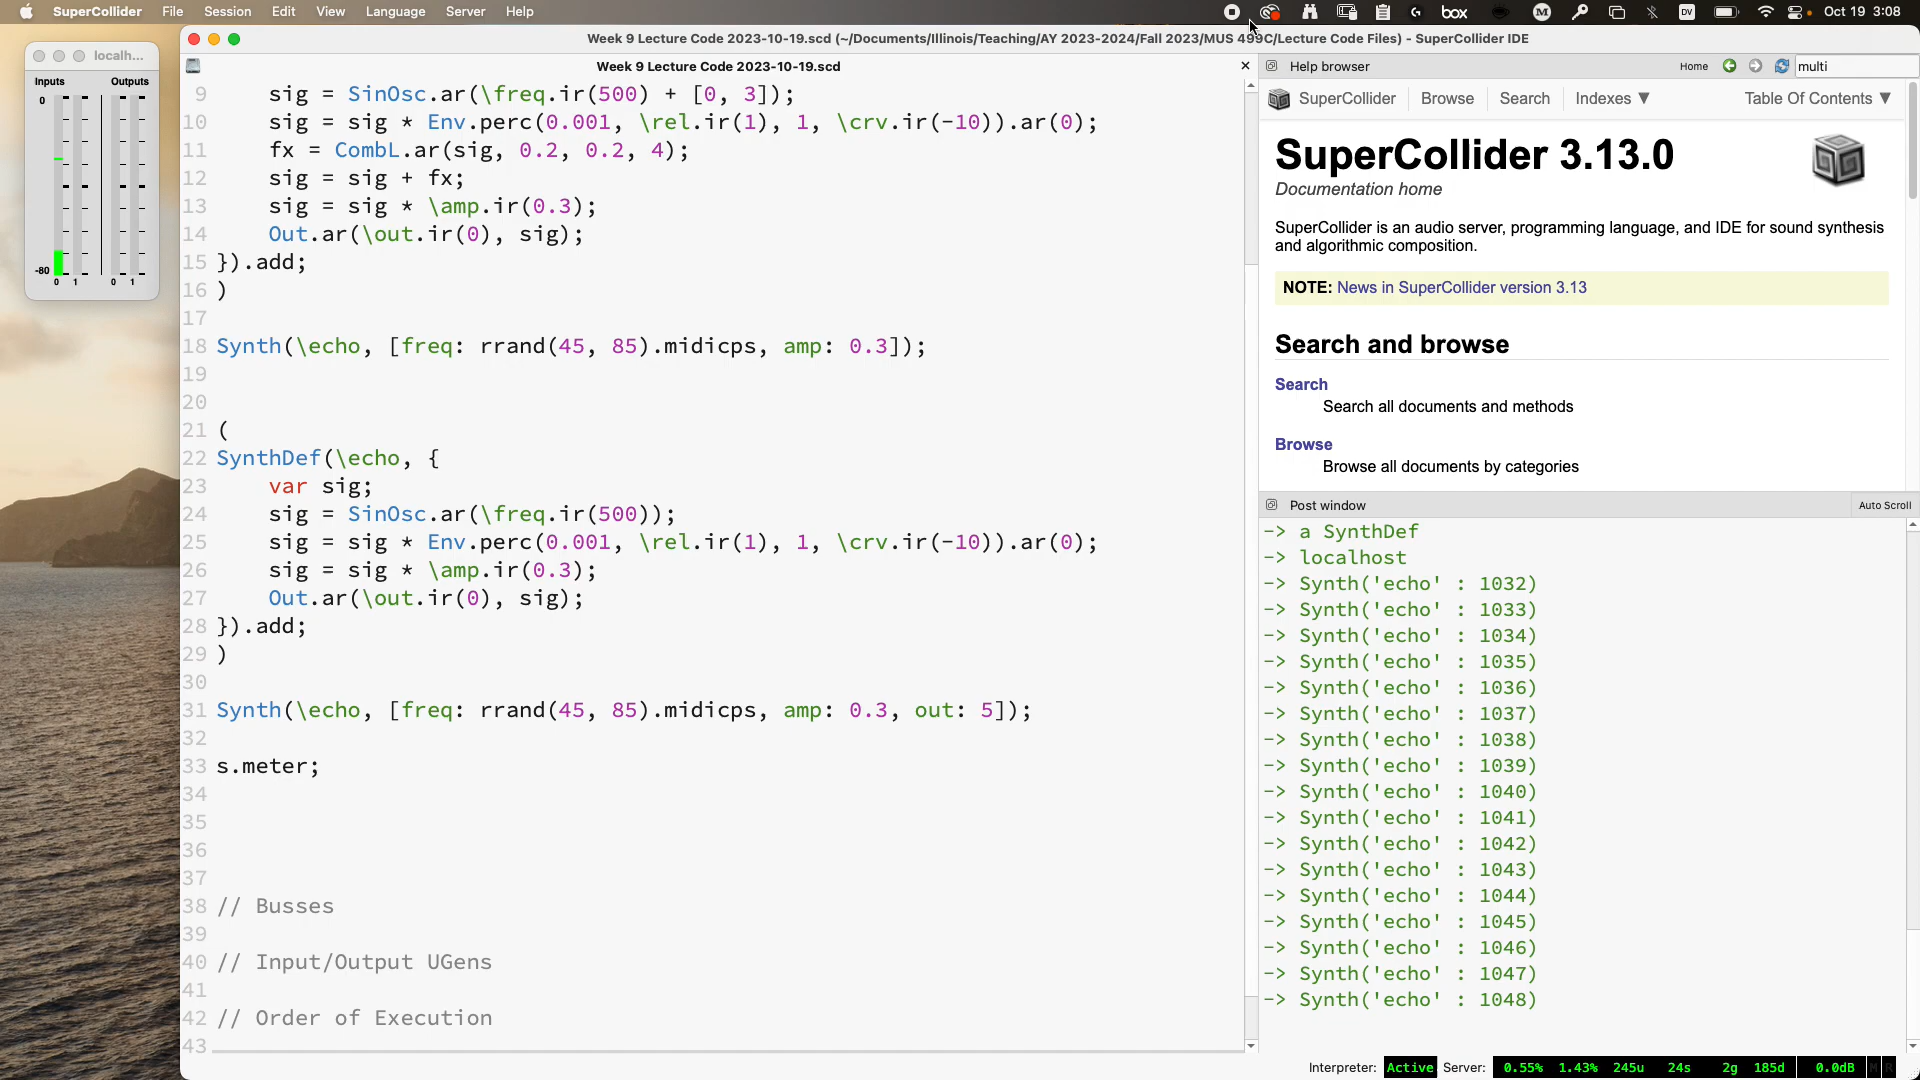 SuperCollider File Session Edit View Language Server Help
box
DV
Oct 19 3:08
localh...
Inputs Outputs
0
-80
0 1 0 1
Week 9 Lecture Code 2023-10-19.scd (~/Documents/Illinois/Teaching/AY 2023-2024/Fall 2023/MUS 499C/Lecture Code Files) - SuperCollider IDE
Week 9 Lecture Code 2023-10-19.scd
9 sig = SinOsc.ar(\freq.ir(500) + [0, 3]);
10 sig = sig * Env.perc(0.001, \rel.ir(1), 1, \crv.ir(-10)).ar(0);
11 fx = CombL.ar(sig, 0.2, 0.2, 4);
12 sig = sig + fx;
13 sig = sig * \amp.ir(0.3);
14 Out.ar(\out.ir(0), sig);
15 }).add;
16 )
17
18 Synth(\echo, [freq: rrand(45, 85).midicps, amp: 0.3]);
19
20
21 (
22 SynthDef(\echo, {
23 var sig;
24 sig = SinOsc.ar(\freq.ir(500));
25 sig = sig * Env.perc(0.001, \rel.ir(1), 1, \crv.ir(-10)).ar(0);
26 sig = sig * \amp.ir(0.3);
27 Out.ar(\out.ir(0), sig);
28 }).add;
29 )
30
31 Synth(\echo, [freq: rrand(45, 85).midicps, amp: 0.3, out: 5]);
32
33 s.meter;
34
35
36
37
38 // Busses
39
40 // Input/Output UGens
41
42 // Order of Execution
43
Help browser Home multi
SuperCollider Browse Search Indexes ▼ Table Of Contents ▼
SuperCollider 3.13.0
Documentation home
SuperCollider is an audio server, programming language, and IDE for sound synthesis
and algorithmic composition.
NOTE: News in SuperCollider version 3.13
Search and browse
Search
Search all documents and methods
Browse
Browse all documents by categories
Post window Auto Scroll
-> a SynthDef
-> localhost
-> Synth('echo' : 1032)
-> Synth('echo' : 1033)
-> Synth('echo' : 1034)
-> Synth('echo' : 1035)
-> Synth('echo' : 1036)
-> Synth('echo' : 1037)
-> Synth('echo' : 1038)
-> Synth('echo' : 1039)
-> Synth('echo' : 1040)
-> Synth('echo' : 1041)
-> Synth('echo' : 1042)
-> Synth('echo' : 1043)
-> Synth('echo' : 1044)
-> Synth('echo' : 1045)
-> Synth('echo' : 1046)
-> Synth('echo' : 1047)
-> Synth('echo' : 1048)
Interpreter: Active Server: 0.55% 1.43% 245u 24s 2g 185d 0.0dB M R